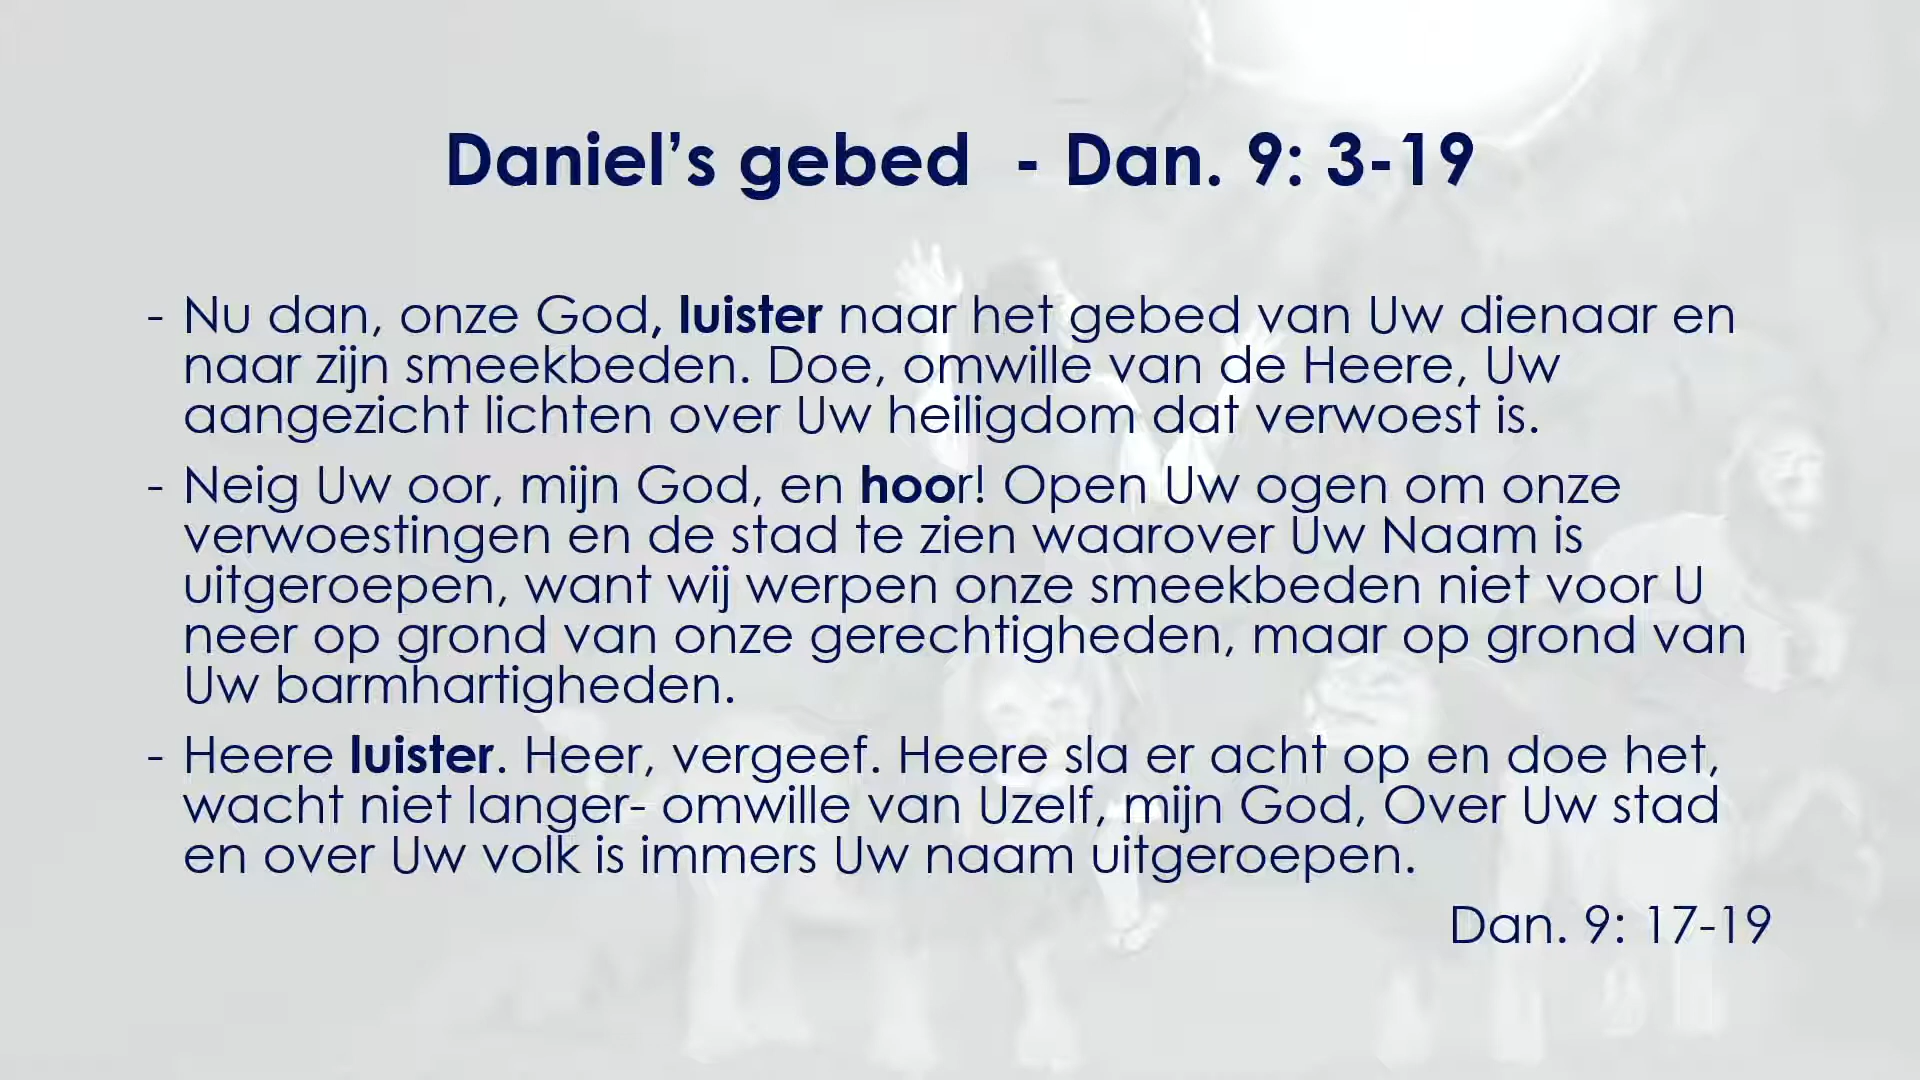 Daniel’s gebed - Dan. 9: 3-19
- Nu dan, onze God, luister naar het gebed van Uw dienaar en
naar zijn smeekbeden. Doe, omwille van de Heere, Uw
aangezicht lichten over Uw heiligdom dat verwoest is.
- Neig Uw oor, mijn God, en hoor! Open Uw ogen om onze
verwoestingen en de stad te zien waarover Uw Naam is
uitgeroepen, want wij werpen onze smeekbeden niet voor U
neer op grond van onze gerechtigheden, maar op grond van
Uw barmhartigheden.
- Heere luister. Heer, vergeef. Heere sla er acht op en doe het,
wacht niet langer- omwille van Uzelf, mijn God, Over Uw stad
en over Uw volk is immers Uw naam uitgeroepen.
Dan. 9: 17-19